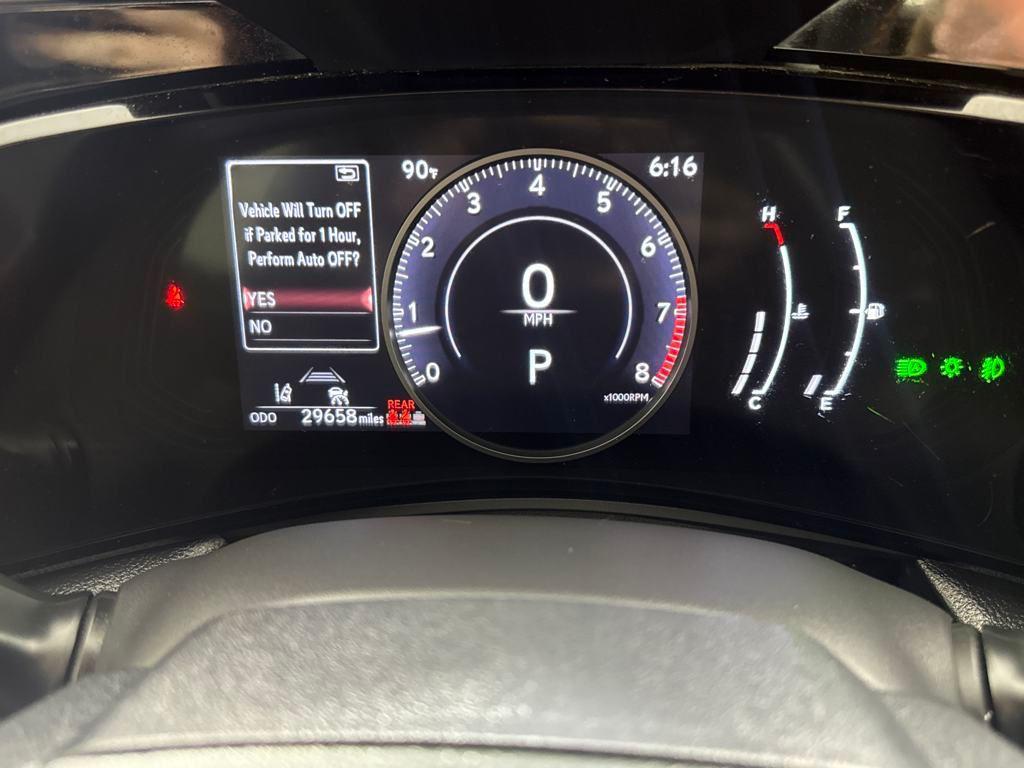 90°F
6:16
Vehicle Will Turn OFF
if Parked for 1 Hour,
Perform Auto OFF?
YES
NO
0
1
2
3
4
5
6
7
8
0
MPH
P
x1000RPM
H
C
F
E
ODO 29658 miles
REAR